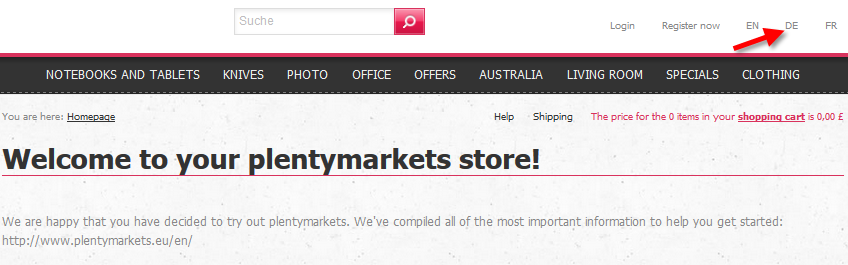 Suche
Login Register now EN DE FR
NOTEBOOKS AND TABLETS KNIVES PHOTO OFFICE OFFERS AUSTRALIA LIVING ROOM SPECIALS CLOTHING
You are here: Homepage Help Shipping The price for the 0 items in your shopping cart is 0,00 £
Welcome to your plentymarkets store!
We are happy that you have decided to try out plentymarkets. We've compiled all of the most important information to help you get started:
http://www.plentymarkets.eu/en/